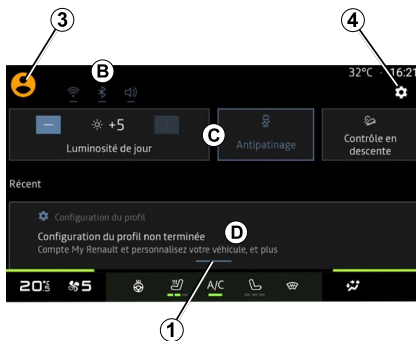 3
4
B
32°C 16:21
+5
C
Luminosité de jour
Antipatinage
Contrôle en
descente
Récent
Configuration du profil
Configuration du profil non terminée
D
Compte My Renault et personnalisez votre véhicule, et plus
20 5 A/C
1